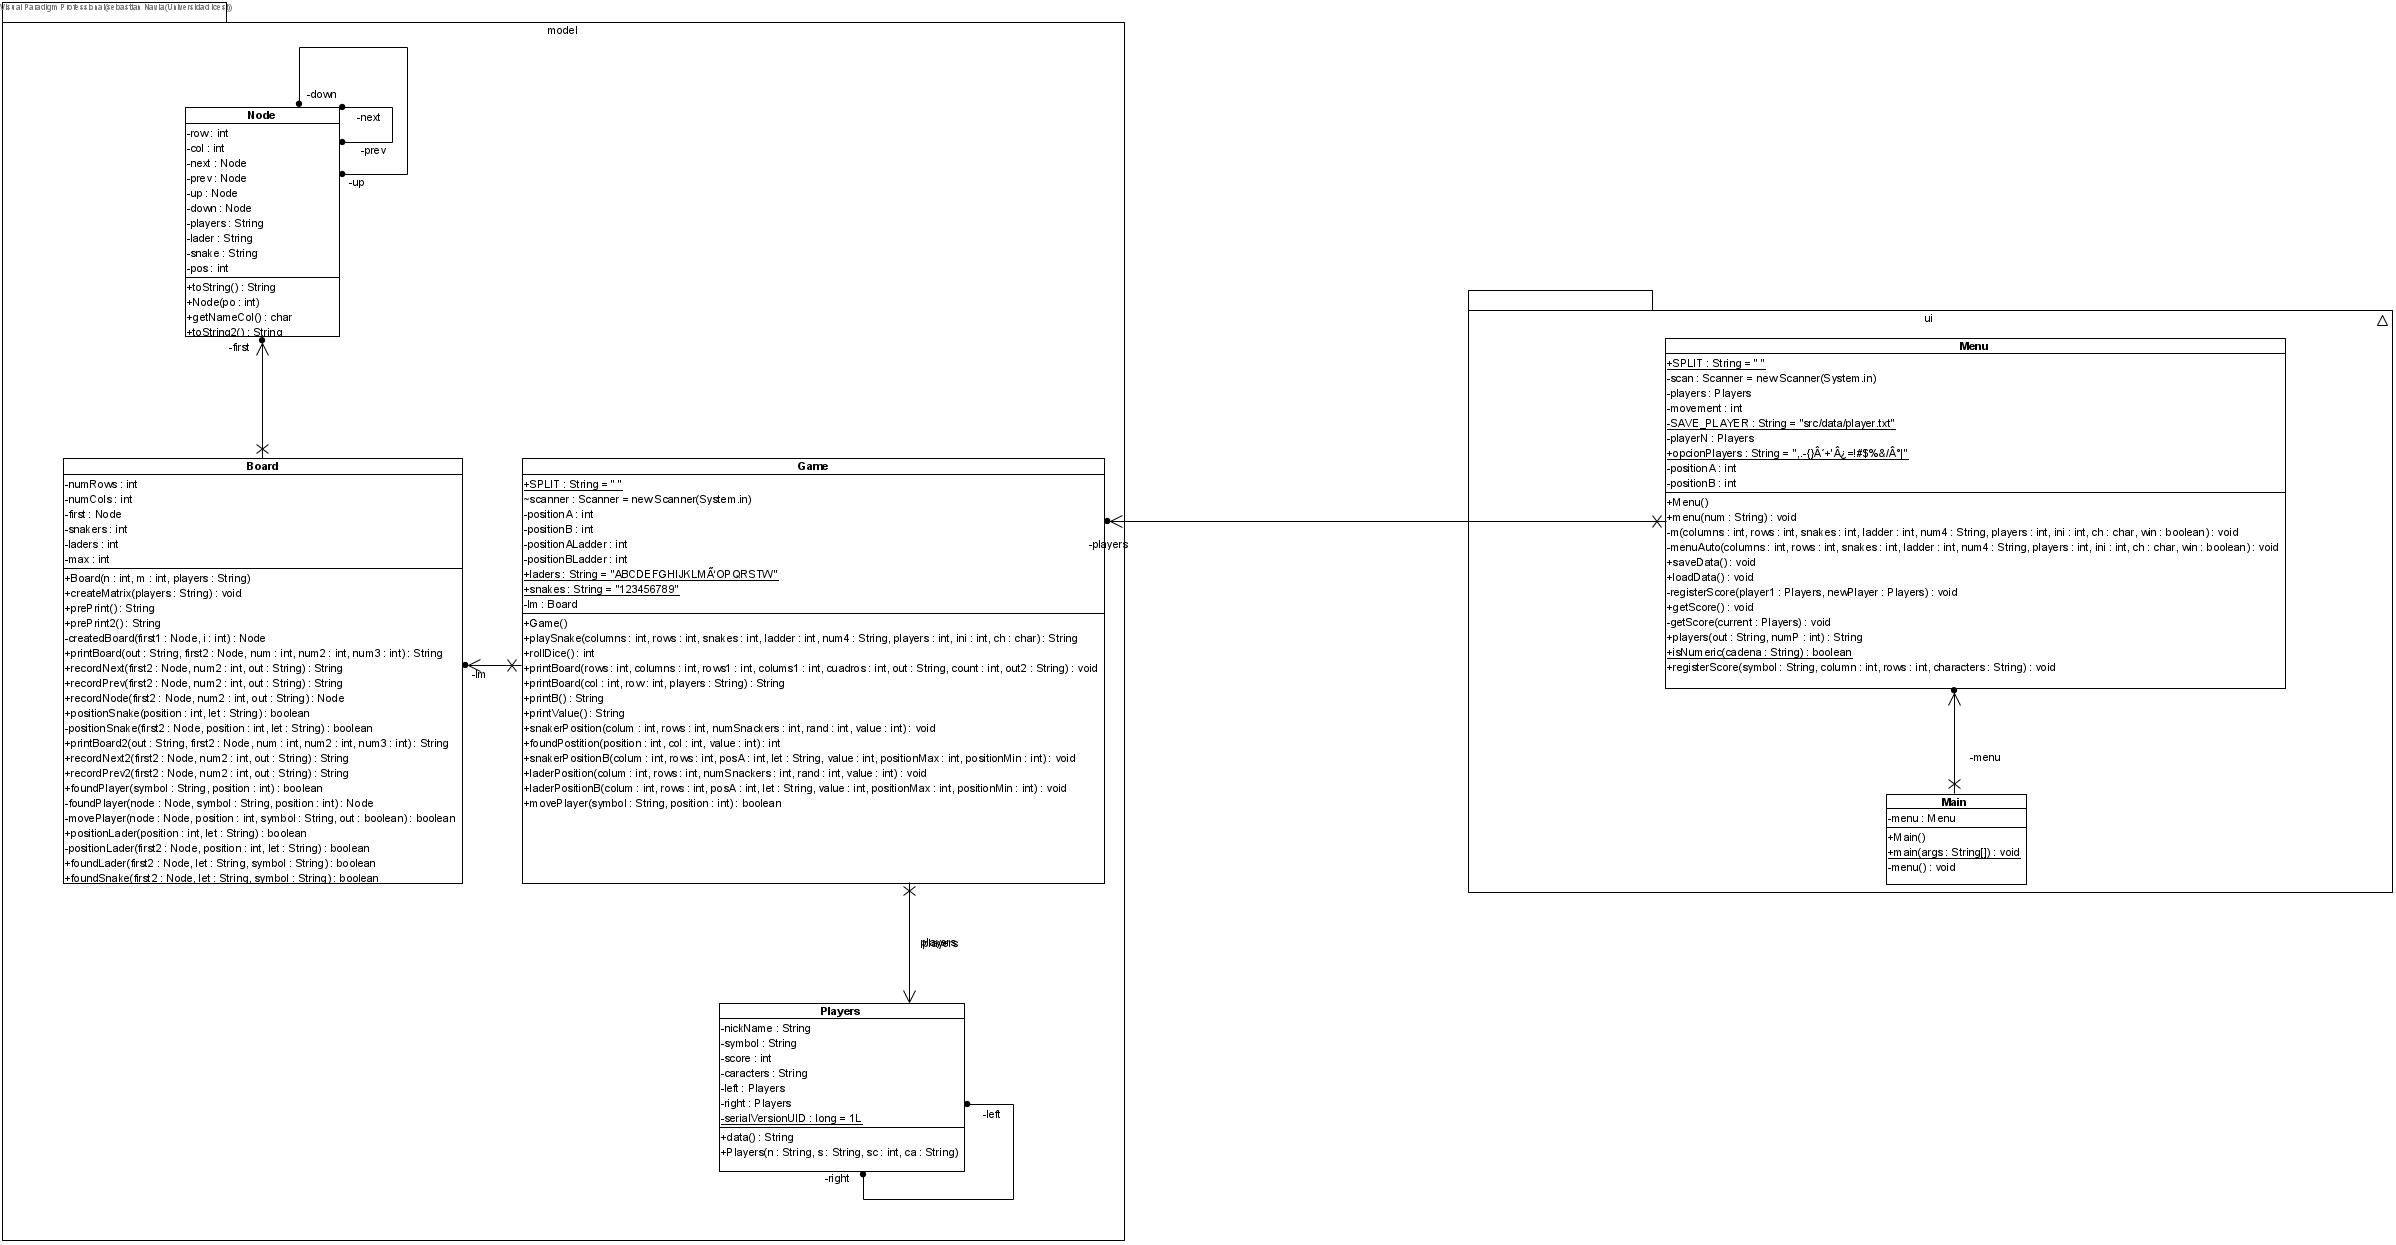 Visual Paradigm Professional(sebastian Navia(Universidad Icesi))
model
-down
-next
-prev
-up
Node
-row : int
-col : int
-next : Node
-prev : Node
-up : Node
-down : Node
-players : String
-lader : String
-snake : String
-pos : int
+toString() : String
+Node(po : int)
+getNameCol() : char
+toString2() : String
-first
Board
-numRows : int
-numCols : int
-first : Node
-snakers : int
-laders : int
-max : int
+Board(n : int, m : int, players : String)
+createMatrix(players : String) : void
+prePrint() : String
+prePrint2() : String
-createdBoard(first1 : Node, i : int) : Node
+printBoard(out : String, first2 : Node, num : int, num2 : int, num3 : int) : String
+recordNext(first2 : Node, num2 : int, out : String) : String
+recordPrev(first2 : Node, num2 : int, out : String) : String
+recordNode(first2 : Node, num2 : int, out : String) : Node
+positionSnake(position : int, let : String) : boolean
-positionSnake(first2 : Node, position : int, let : String) : boolean
+printBoard2(out : String, first2 : Node, num : int, num2 : int, num3 : int) : String
+recordNext2(first2 : Node, num2 : int, out : String) : String
+recordPrev2(first2 : Node, num2 : int, out : String) : String
+foundPlayer(symbol : String, position : int) : boolean
-foundPlayer(node : Node, symbol : String, position : int) : Node
-movePlayer(node : Node, position : int, symbol : String, out : boolean) : boolean
+positionLader(position : int, let : String) : boolean
-positionLader(first2 : Node, position : int, let : String) : boolean
+foundLader(first2 : Node, let : String, symbol : String) : boolean
+foundSnake(first2 : Node, let : String, symbol : String) : boolean
-lm
Game
+SPLIT : String = " "
~scanner : Scanner = new Scanner(System.in)
-positionA : int
-positionB : int
-positionALadder : int
-positionBLadder : int
+laders : String = "ABCDEFGHIJKLMÃ‘OPQRSTVV"
+snakes : String = "123456789"
-lm : Board
+Game()
+playSnake(columns : int, rows : int, snakes : int, ladder : int, num4 : String, players : int, ini : int, ch : char) : String
+rollDice() : int
+printBoard(rows : int, columns : int, rows1 : int, colums1 : int, cuadros : int, out : String, count : int, out2 : String) : void
+printBoard(col : int, row : int, players : String) : String
+printB() : String
+printValue() : String
+snakerPosition(colum : int, rows : int, numSnackers : int, rand : int, value : int) : void
+foundPostition(position : int, col : int, value : int) : int
+snakerPositionB(colum : int, rows : int, posA : int, let : String, value : int, positionMax : int, positionMin : int) : void
+laderPosition(colum : int, rows : int, numSnackers : int, rand : int, value : int) : void
+laderPositionB(colum : int, rows : int, posA : int, let : String, value : int, positionMax : int, positionMin : int) : void
+movePlayer(symbol : String, position : int) : boolean
-players
players
Players
-nickName : String
-symbol : String
-score : int
-caracters : String
-left : Players
-right : Players
-serialVersionUID : long = 1L
+data() : String
+Players(n : String, s : String, sc : int, ca : String)
-left
-right
ui
Menu
+SPLIT : String = " "
-scan : Scanner = new Scanner(System.in)
-players : Players
-movement : int
-SAVE_PLAYER : String = "src/data/player.txt"
-playerN : Players
+opcionPlayers : String = ",.-{}Â´+'Â¿=!#$%&/Â°|"
-positionA : int
-positionB : int
+Menu()
+menu(num : String) : void
-m(columns : int, rows : int, snakes : int, ladder : int, num4 : String, players : int, ini : int, ch : char, win : boolean) : void
-menuAuto(columns : int, rows : int, snakes : int, ladder : int, num4 : String, players : int, ini : int, ch : char, win : boolean) : void
+saveData() : void
+loadData() : void
-registerScore(player1 : Players, newPlayer : Players) : void
+getScore() : void
-getScore(current : Players) : void
+players(out : String, numP : int) : String
+isNumeric(cadena : String) : boolean
+registerScore(symbol : String, column : int, rows : int, characters : String) : void
-menu
Main
-menu : Menu
+Main()
+main(args : String[]) : void
-menu() : void